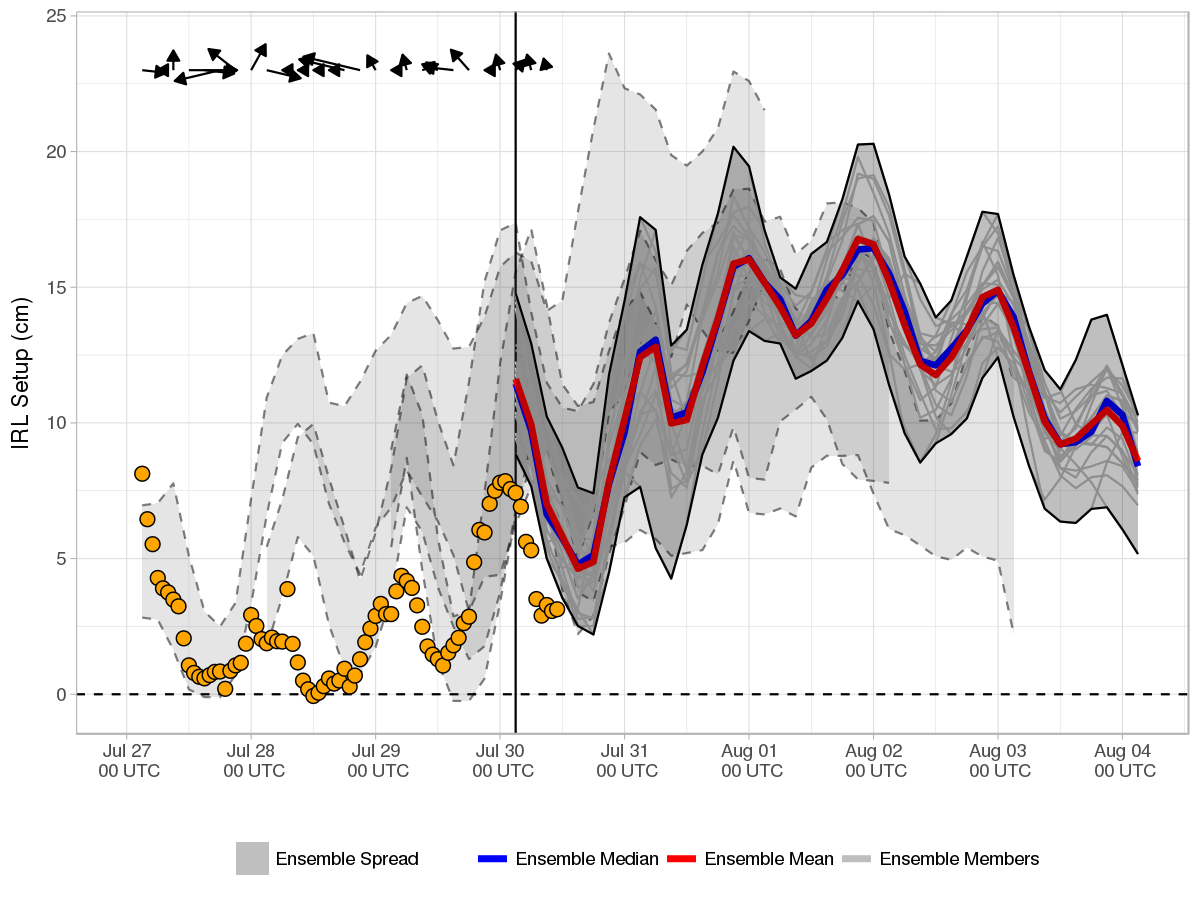 25
20
15
10
5
0
IRL Setup (cm)
Jul 27 Jul 28 Jul 29 Jul 30 Jul 31 Aug 01 Aug 02 Aug 03 Aug 04
00 UTC 00 UTC 00 UTC 00 UTC 00 UTC 00 UTC 00 UTC 00 UTC 00 UTC
Ensemble Spread Ensemble Median Ensemble Mean Ensemble Members